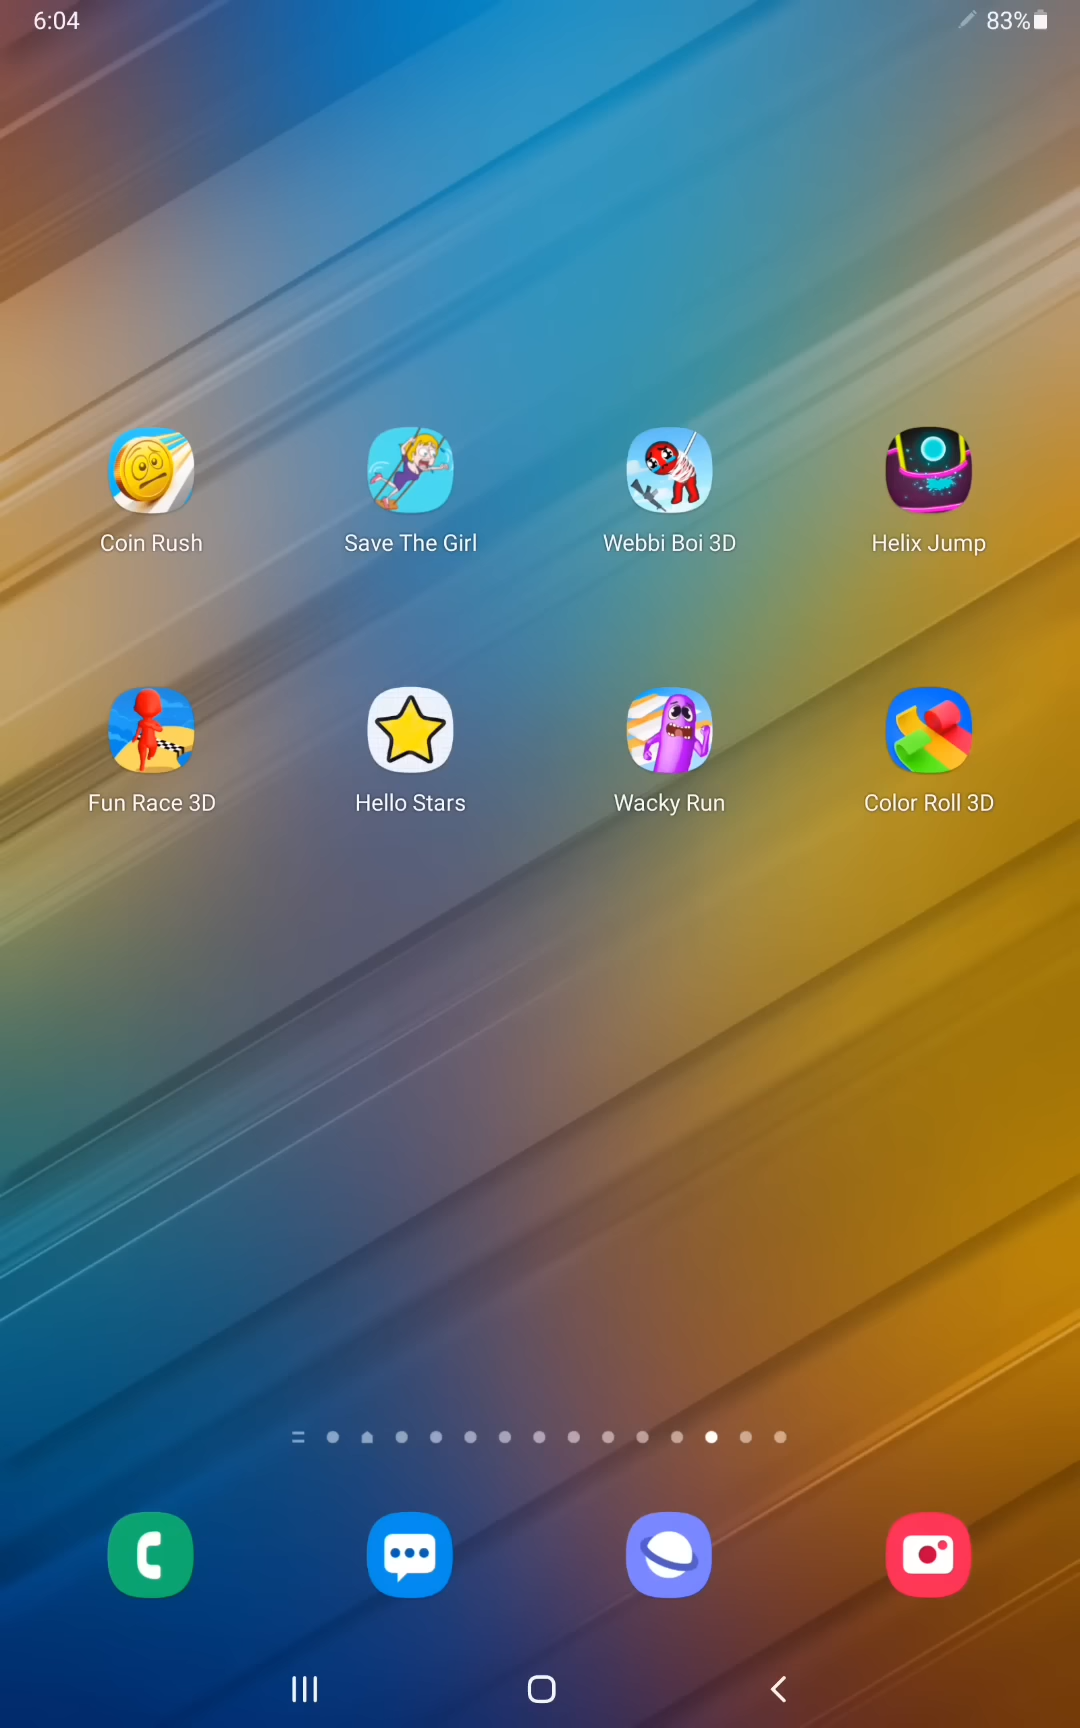 6:04
83%
Coin Rush
Save The Girl
Webbi Boi 3D
Helix Jump
Fun Race 3D
Hello Stars
Wacky Run
Color Roll 3D